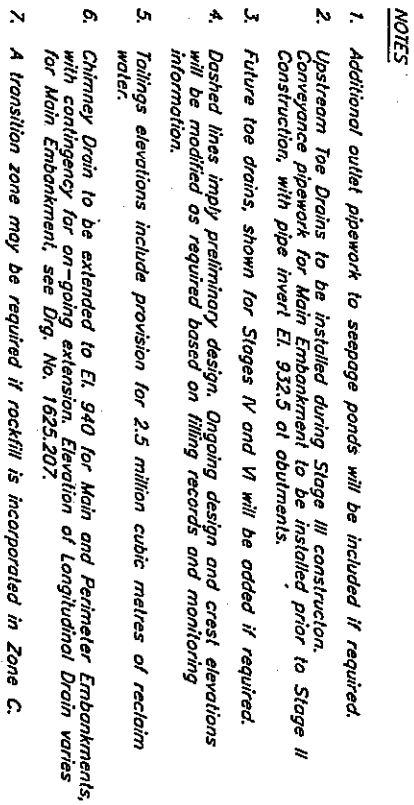 NOTES
1. Additional outlet pipework to seepage ponds will be included if required.
2. Upstream Toe Drains to be installed during Stage III constructon.
Conveyance pipework for Main Embankment to be installed prior to Stage II
Construction, with pipe invert El. 932.5 at abutments.
3. Future toe drains, shown for Stages IV and VI will be added if required.
4. Dashed lines imply preliminary design. Ongoing design and crest elevations
will be modified as required based on filling records and monitoring
information.
5. Tailings elevations include provision for 2.5 million cubic metres of reclaim
water.
6. Chimney Drain to be extended to El. 940 for Main and Perimeter Embankments,
with contingency for on-going extension. Elevation of Longitudinal Drain varies
for Main Embankment, see Drg. No. 1625.207.
7. A transition zone may be required if rockfill is incorporated in Zone C.